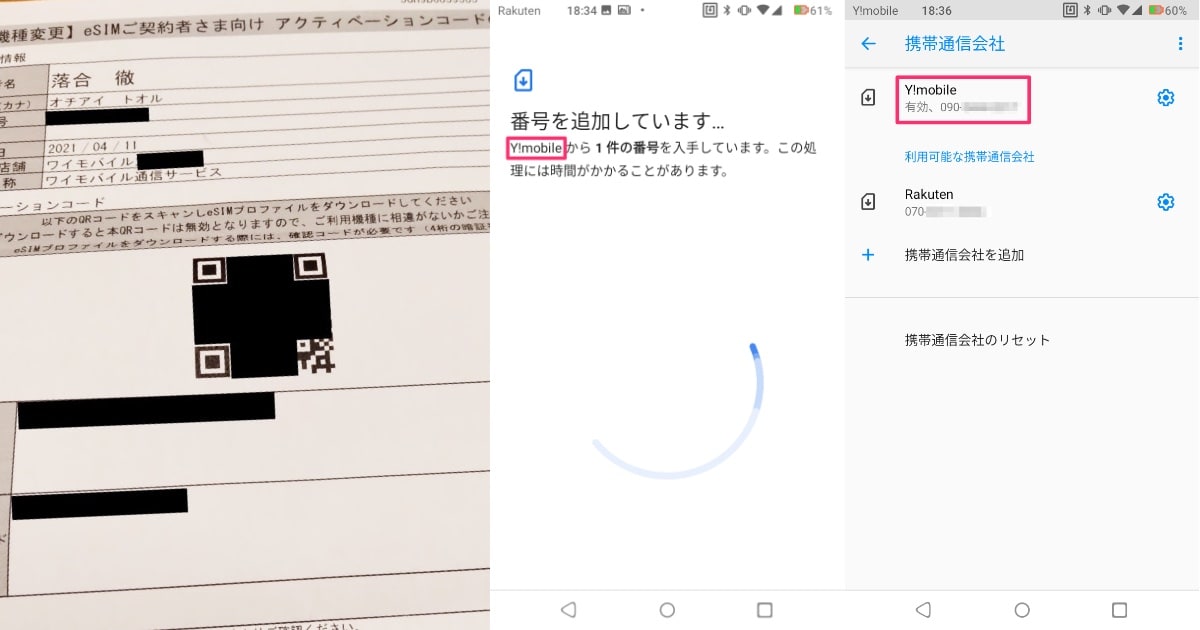 機種変更】eSIMご契約者さま向け アクティベーションコード
情報
落合 徹
オチアイ トオル
2021 / 04 / 11
店舗 ワイモバイル
称 ワイモバイル通信サービス
ーションコード
以下のQRコードをスキャンしeSIMプロファイルをダウンロードしてください
ウンロードすると本QRコードは無効となりますので、ご利用機種に相違がないかご注
eSIMプロファイルをダウンロードする際には、確認コードが必要です（4桁の暗証
Rakuten 18:34 61%
番号を追加しています...
Y!mobile から 1 件の番号を入手しています。この処
理には時間がかかることがあります。
Y!mobile 18:36 60%
携帯通信会社
Y!mobile
有効、090-
利用可能な携帯通信会社
Rakuten
070-
携帯通信会社を追加
携帯通信会社のリセット